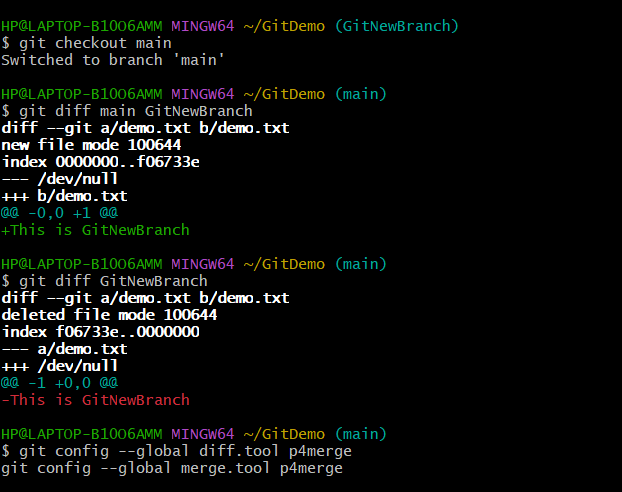 HP@LAPTOP-B10O6AMM MINGW64 ~/GitDemo (GitNewBranch)
$ git checkout main
Switched to branch 'main'
HP@LAPTOP-B10O6AMM MINGW64 ~/GitDemo (main)
$ git diff main GitNewBranch
diff --git a/demo.txt b/demo.txt
new file mode 100644
index 0000000..f06733e
--- /dev/null
+++ b/demo.txt
@@ -0,0 +1 @@
+This is GitNewBranch
HP@LAPTOP-B10O6AMM MINGW64 ~/GitDemo (main)
$ git diff GitNewBranch
diff --git a/demo.txt b/demo.txt
deleted file mode 100644
index f06733e..0000000
--- a/demo.txt
+++ /dev/null
@@ -1 +0,0 @@
-This is GitNewBranch
HP@LAPTOP-B10O6AMM MINGW64 ~/GitDemo (main)
$ git config --global diff.tool p4merge
git config --global merge.tool p4merge